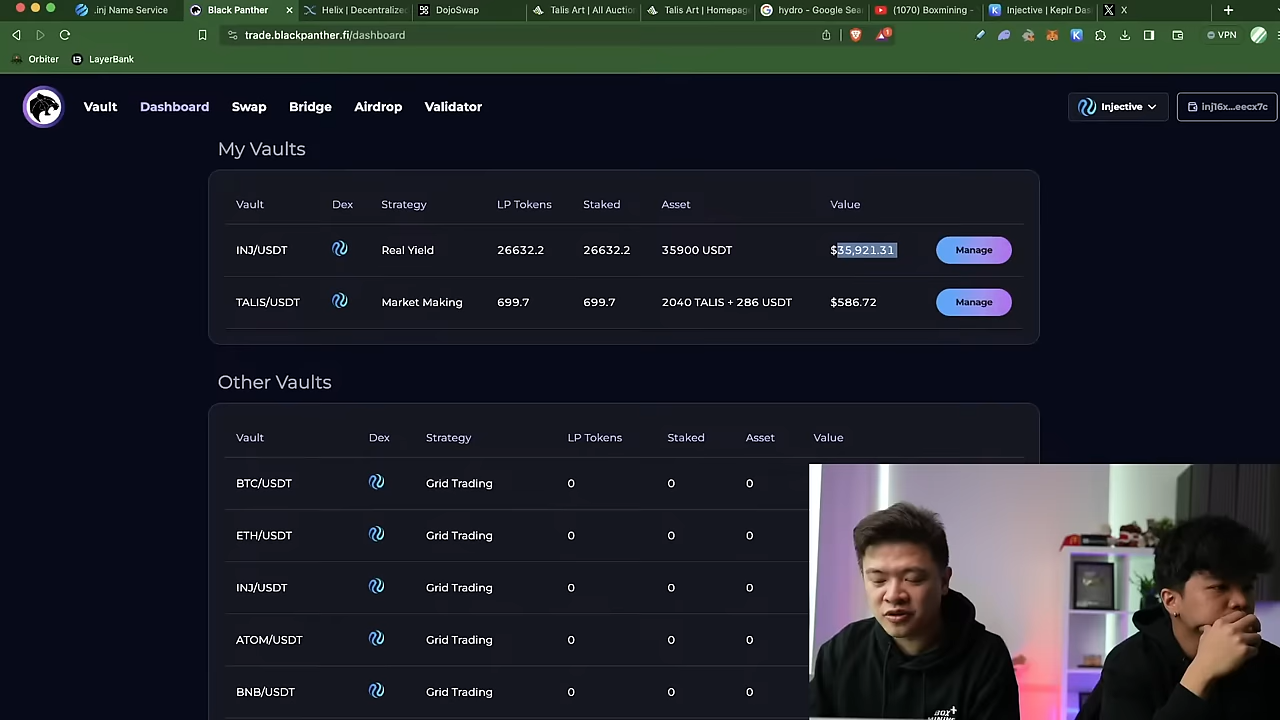 .inj Name Service
Black Panther
Helix | Decentralize
DojoSwap
Talis Art | All Auction
Talis Art | Homepag
hydro - Google Sea
(1070) Boxmining -
Injective | Keplr Das
X
trade.blackpanther.fi/dashboard
1
VPN
Orbiter
LayerBank
Vault
Dashboard
Swap
Bridge
Airdrop
Validator
Injective
inj16x...eecx7c
My Vaults
Vault Dex Strategy LP Tokens Staked Asset Value
INJ/USDT Real Yield 26632.2 26632.2 35900 USDT $35,921.31 Manage
TALIS/USDT Market Making 699.7 699.7 2040 TALIS + 286 USDT $586.72 Manage
Other Vaults
Vault Dex Strategy LP Tokens Staked Asset Value
BTC/USDT Grid Trading 0 0 0
ETH/USDT Grid Trading 0 0 0
INJ/USDT Grid Trading 0 0 0
ATOM/USDT Grid Trading 0 0 0
BNB/USDT Grid Trading 0 0 0
BOX+
MINING